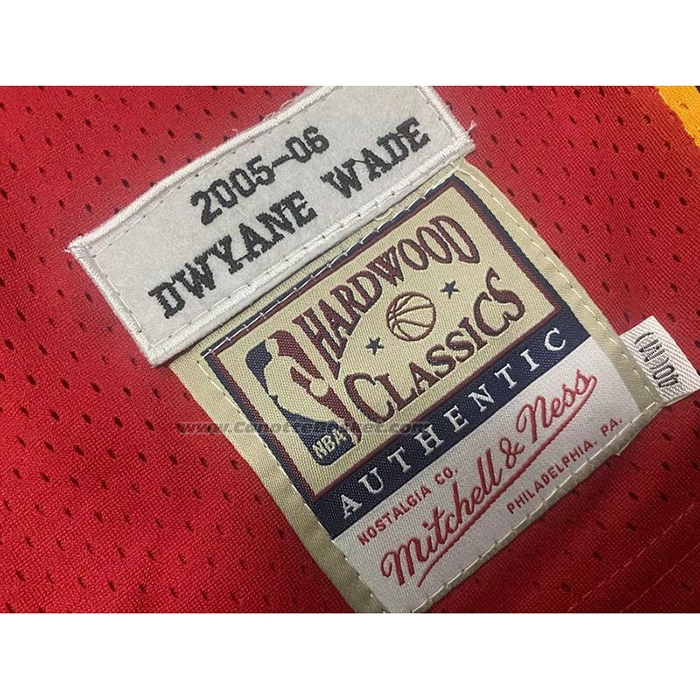 2005-06
DWYANE WADE
HARDWOOD
CLASSICS
NBA
AUTHENTIC
NOSTALGIA CO.
Mitchell & Ness
PHILADELPHIA, PA.